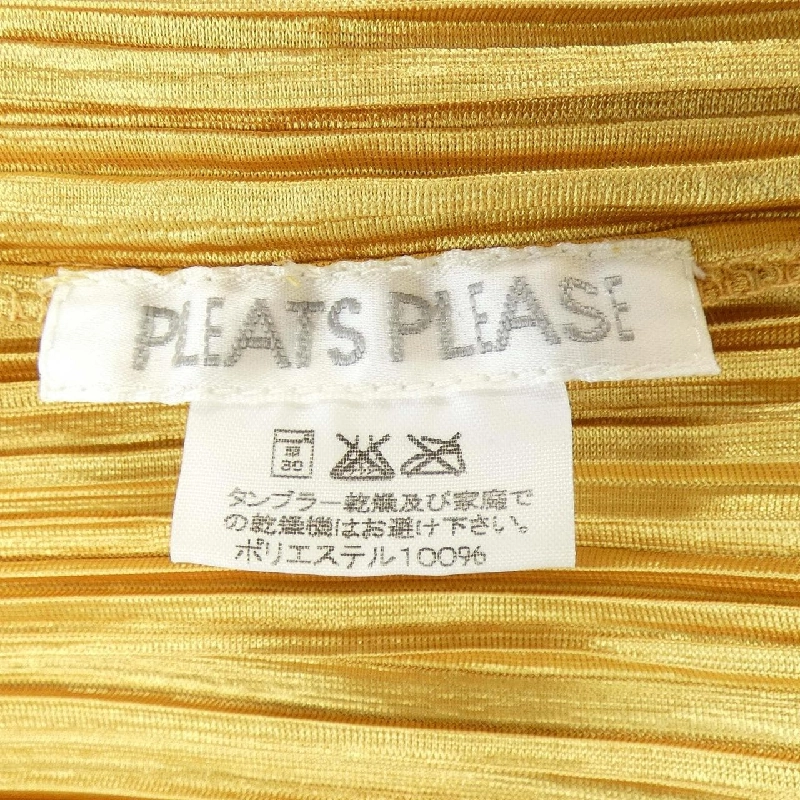 PLEATS PLEASE
30
タンブラー乾燥及び家庭で
の乾燥機はお避け下さい。
ポリエステル100%